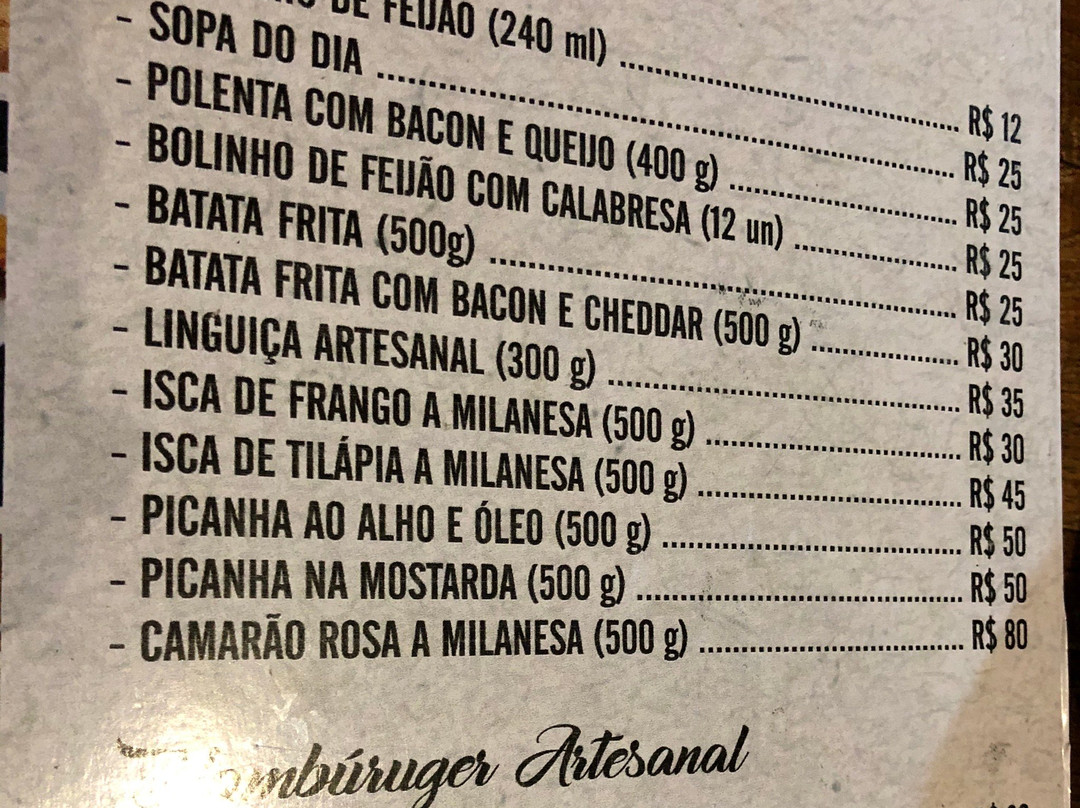 DE FEIJÃO (240 ml) ........ R$ 12
- SOPA DO DIA ........ R$ 25
- POLENTA COM BACON E QUEIJO (400 g) ........ R$ 25
- BOLINHO DE FEIJÃO COM CALABRESA (12 un) ........ R$ 25
- BATATA FRITA (500g) ........ R$ 25
- BATATA FRITA COM BACON E CHEDDAR (500 g) ........ R$ 30
- LINGUIÇA ARTESANAL (300 g) ........ R$ 35
- ISCA DE FRANGO A MILANESA (500 g) ........ R$ 30
- ISCA DE TILÁPIA A MILANESA (500 g) ........ R$ 45
- PICANHA AO ALHO E ÓLEO (500 g) ........ R$ 50
- PICANHA NA MOSTARDA (500 g) ........ R$ 50
- CAMARÃO ROSA A MILANESA (500 g) ........ R$ 80
Artesanal